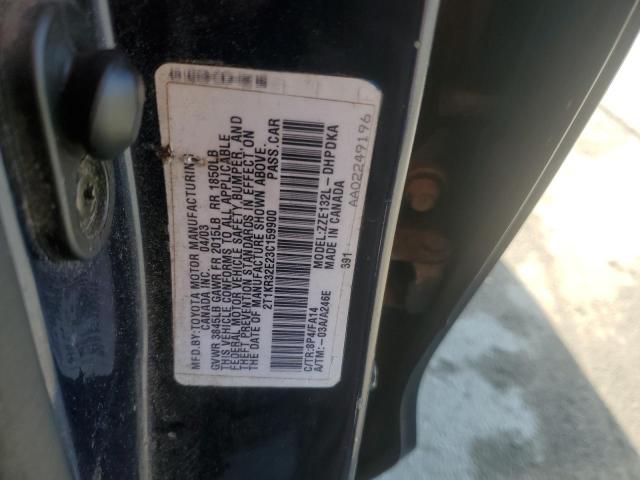 MFD.BY:TOYOTA MOTOR MANUFACTURING
CANADA INC. 04/03
GVWR 3845LB GAWR FR 2015LB RR 1850LB
THIS VEHICLE CONFORMS TO ALL APPLICABLE
FEDERAL MOTOR VEHICLE SAFETY, BUMPER, AND
THEFT PREVENTION STANDARDS IN EFFECT ON
THE DATE OF MANUFACTURE SHOWN ABOVE.
2T1KR32E23C159900 PASS.CAR
C/TR:8P4/FA14 MODEL:ZZE132L-DHPDKA
A/TM:-03A/A246E MADE IN CANADA
391 AA02249196